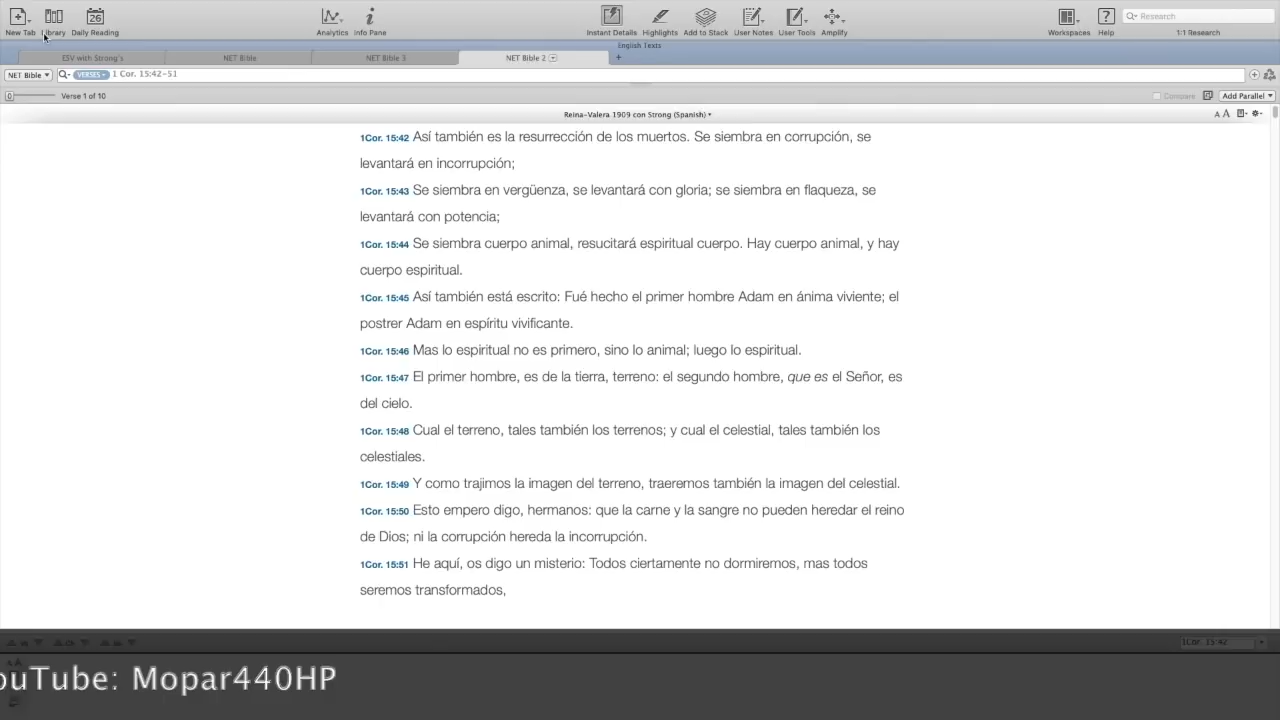 New Tab Library Daily Reading Analytics Info Pane Instant Details Highlights Add to Stack User Notes User Tools Amplify Workspaces Help Research
26
1:1 Research
English Texts
ESV with Strong's NET Bible NET Bible 3 NET Bible 2 +
NET Bible VERSES 1 Cor. 15:42-51
Verse 1 of 10 Compare Add Parallel
Reina-Valera 1909 con Strong (Spanish) A A
1Cor. 15:42 Así también es la resurrección de los muertos. Se siembra en corrupción, se
levantará en incorrupción;
1Cor. 15:43 Se siembra en vergüenza, se levantará con gloria; se siembra en flaqueza, se
levantará con potencia;
1Cor. 15:44 Se siembra cuerpo animal, resucitará espiritual cuerpo. Hay cuerpo animal, y hay
cuerpo espiritual.
1Cor. 15:45 Así también está escrito: Fué hecho el primer hombre Adam en ánima viviente; el
postrer Adam en espíritu vivificante.
1Cor. 15:46 Mas lo espiritual no es primero, sino lo animal; luego lo espiritual.
1Cor. 15:47 El primer hombre, es de la tierra, terreno: el segundo hombre, que es el Señor, es
del cielo.
1Cor. 15:48 Cual el terreno, tales también los terrenos; y cual el celestial, tales también los
celestiales.
1Cor. 15:49 Y como trajimos la imagen del terreno, traeremos también la imagen del celestial.
1Cor. 15:50 Esto empero digo, hermanos: que la carne y la sangre no pueden heredar el reino
de Dios; ni la corrupción hereda la incorrupción.
1Cor. 15:51 He aquí, os digo un misterio: Todos ciertamente no dormiremos, mas todos
seremos transformados,
1Cor. 15:42
ouTube: Mopar440HP